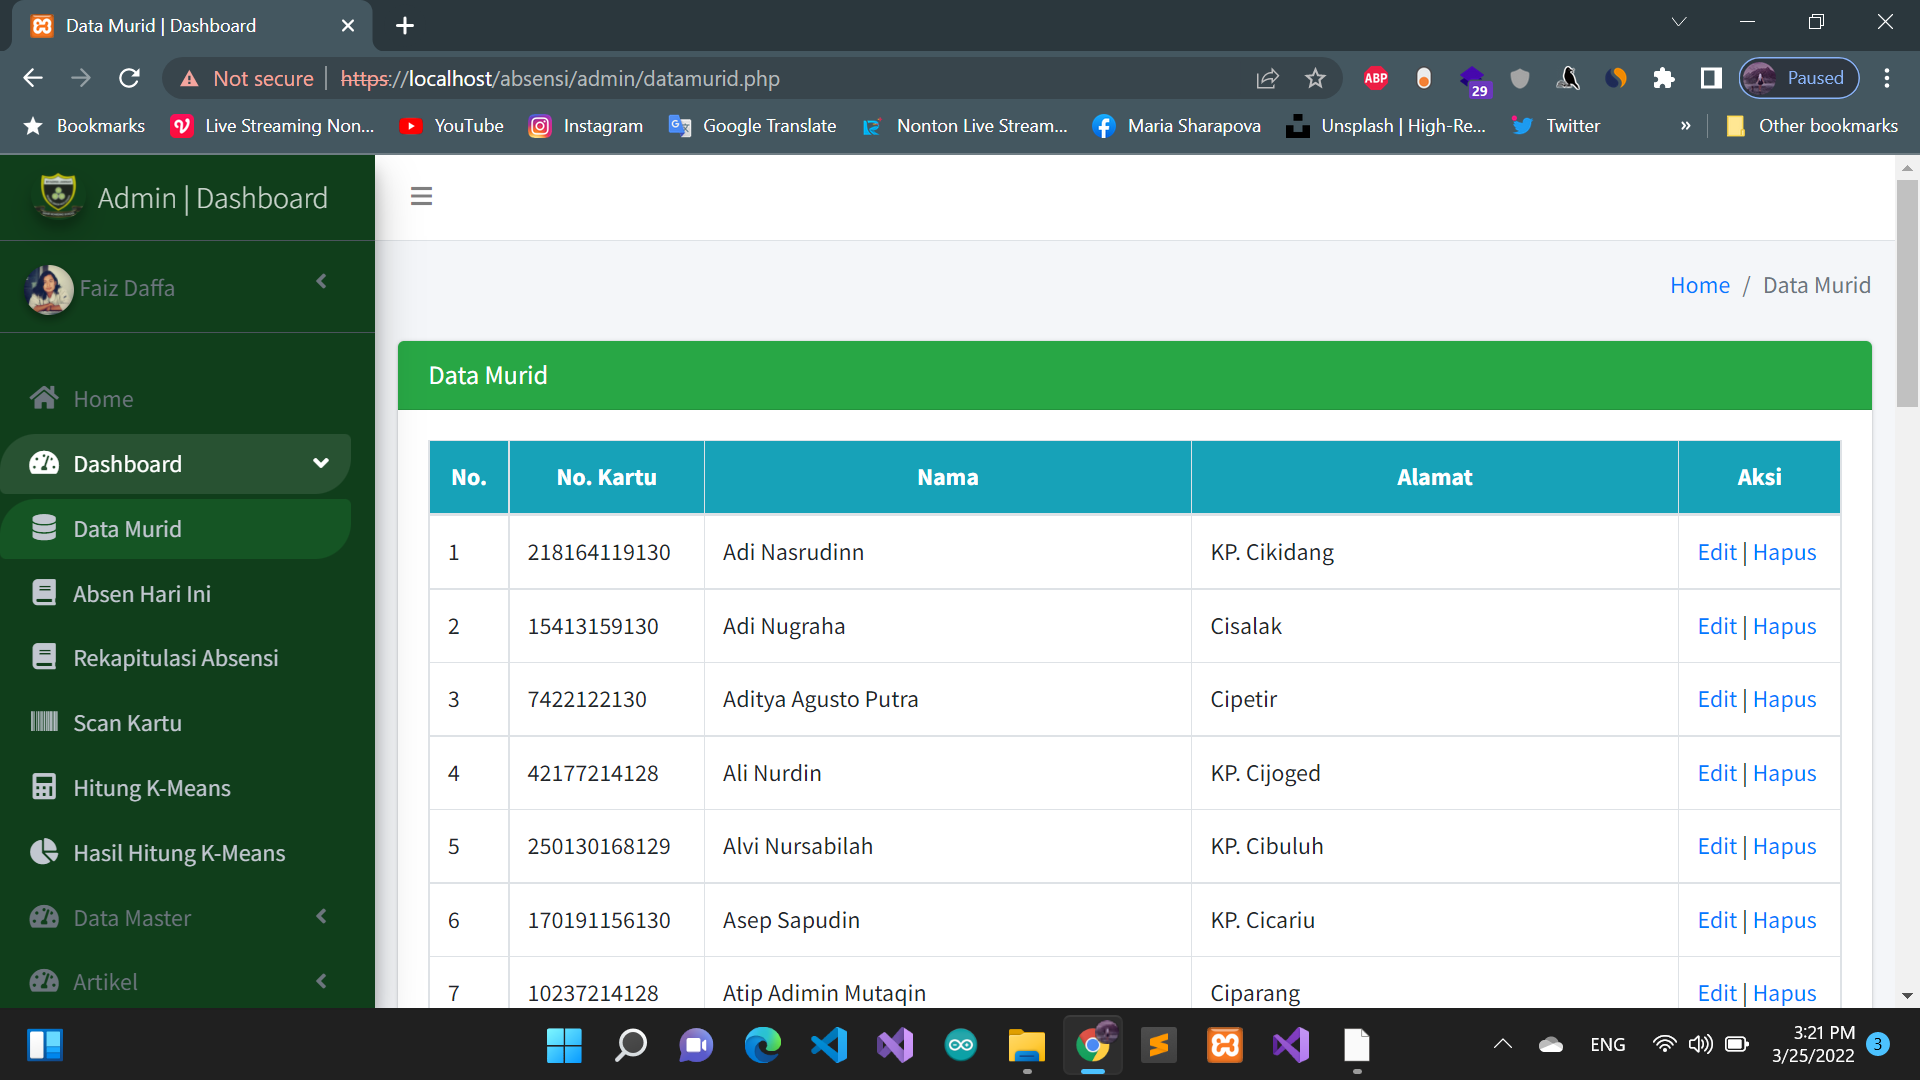 Data Murid | Dashboard
Not secure | https://localhost/absensi/admin/datamurid.php
ABP
29
Paused
Bookmarks
Live Streaming Non...
YouTube
Instagram
Google Translate
Nonton Live Stream...
Maria Sharapova
Unsplash | High-Re...
Twitter
»
Other bookmarks
Admin | Dashboard
Faiz Daffa
Home
Dashboard
Data Murid
Absen Hari Ini
Rekapitulasi Absensi
Scan Kartu
Hitung K-Means
Hasil Hitung K-Means
Data Master
Artikel
Home / Data Murid
Data Murid
No. No. Kartu Nama Alamat Aksi
1 218164119130 Adi Nasrudinn KP. Cikidang Edit | Hapus
2 15413159130 Adi Nugraha Cisalak Edit | Hapus
3 7422122130 Aditya Agusto Putra Cipetir Edit | Hapus
4 42177214128 Ali Nurdin KP. Cijoged Edit | Hapus
5 250130168129 Alvi Nursabilah KP. Cibuluh Edit | Hapus
6 170191156130 Asep Sapudin KP. Cicariu Edit | Hapus
7 10237214128 Atip Adimin Mutaqin Ciparang Edit | Hapus
ENG
3:21 PM
3/25/2022
3